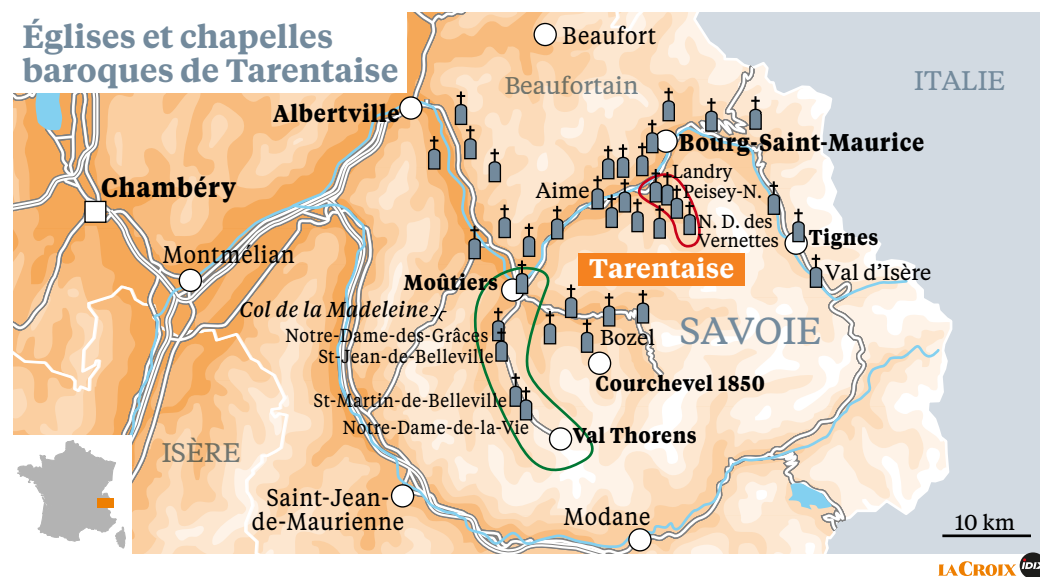 Églises et chapelles
baroques de Tarentaise
Beaufort
Beaufortain
ITALIE
Albertville
Bourg-Saint-Maurice
Chambéry
Landry
Aime
Peisey-N.
N. D. des
Vernettes
Tignes
Montmélian
Tarentaise
Val d'Isère
Moûtiers
Col de la Madeleine
Notre-Dame-des-Grâces
SAVOIE
Bozel
St-Jean-de-Belleville
Courchevel 1850
St-Martin-de-Belleville
Notre-Dame-de-la-Vie
Val Thorens
ISÈRE
Saint-Jean-
de-Maurienne
Modane
10 km
LA CROIX
IDIX